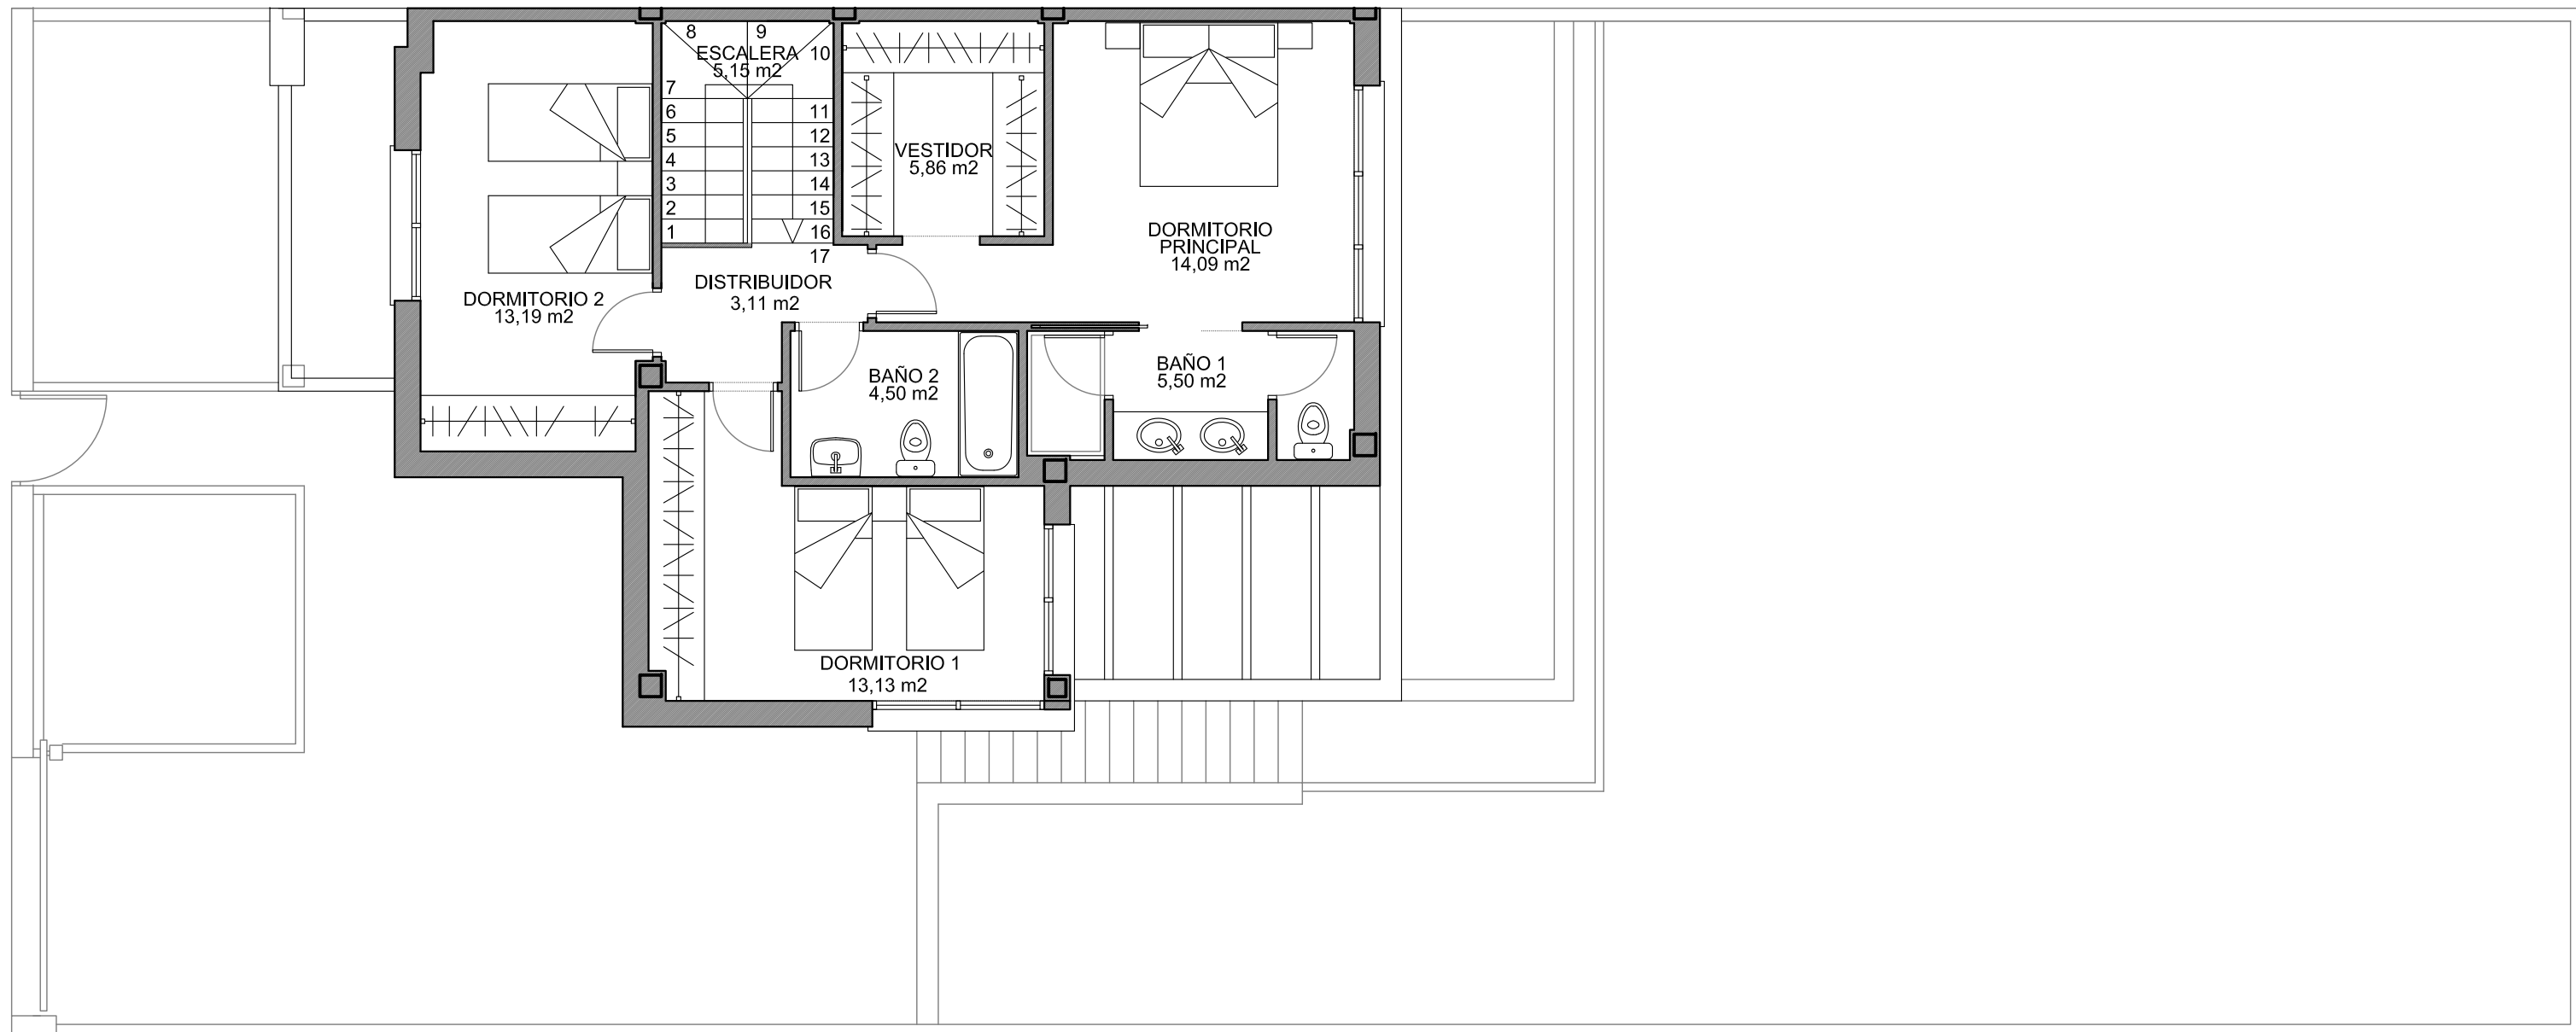 8
9
ESCALERA
10
5,15 m2
7
6
11
5
12
4
13
3
14
2
15
1
16
17
VESTIDOR
5,86 m2
DORMITORIO
PRINCIPAL
14,09 m2
DISTRIBUIDOR
3,11 m2
DORMITORIO 2
13,19 m2
BAÑO 2
4,50 m2
BAÑO 1
5,50 m2
DORMITORIO 1
13,13 m2